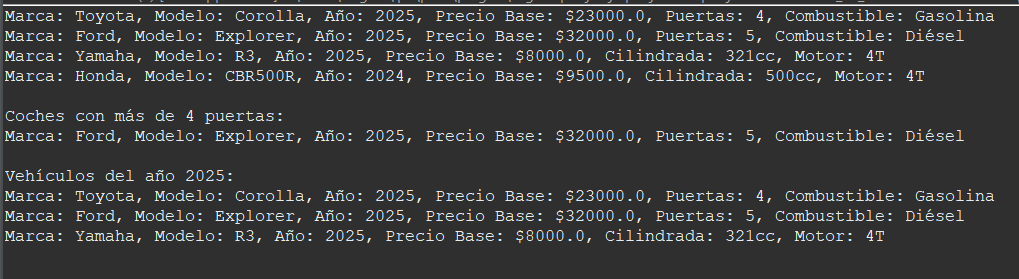 Marca: Toyota, Modelo: Corolla, Año: 2025, Precio Base: $23000.0, Puertas: 4, Combustible: Gasolina
Marca: Ford, Modelo: Explorer, Año: 2025, Precio Base: $32000.0, Puertas: 5, Combustible: Diésel
Marca: Yamaha, Modelo: R3, Año: 2025, Precio Base: $8000.0, Cilindrada: 321cc, Motor: 4T
Marca: Honda, Modelo: CBR500R, Año: 2024, Precio Base: $9500.0, Cilindrada: 500cc, Motor: 4T
Coches con más de 4 puertas:
Marca: Ford, Modelo: Explorer, Año: 2025, Precio Base: $32000.0, Puertas: 5, Combustible: Diésel
Vehículos del año 2025:
Marca: Toyota, Modelo: Corolla, Año: 2025, Precio Base: $23000.0, Puertas: 4, Combustible: Gasolina
Marca: Ford, Modelo: Explorer, Año: 2025, Precio Base: $32000.0, Puertas: 5, Combustible: Diésel
Marca: Yamaha, Modelo: R3, Año: 2025, Precio Base: $8000.0, Cilindrada: 321cc, Motor: 4T